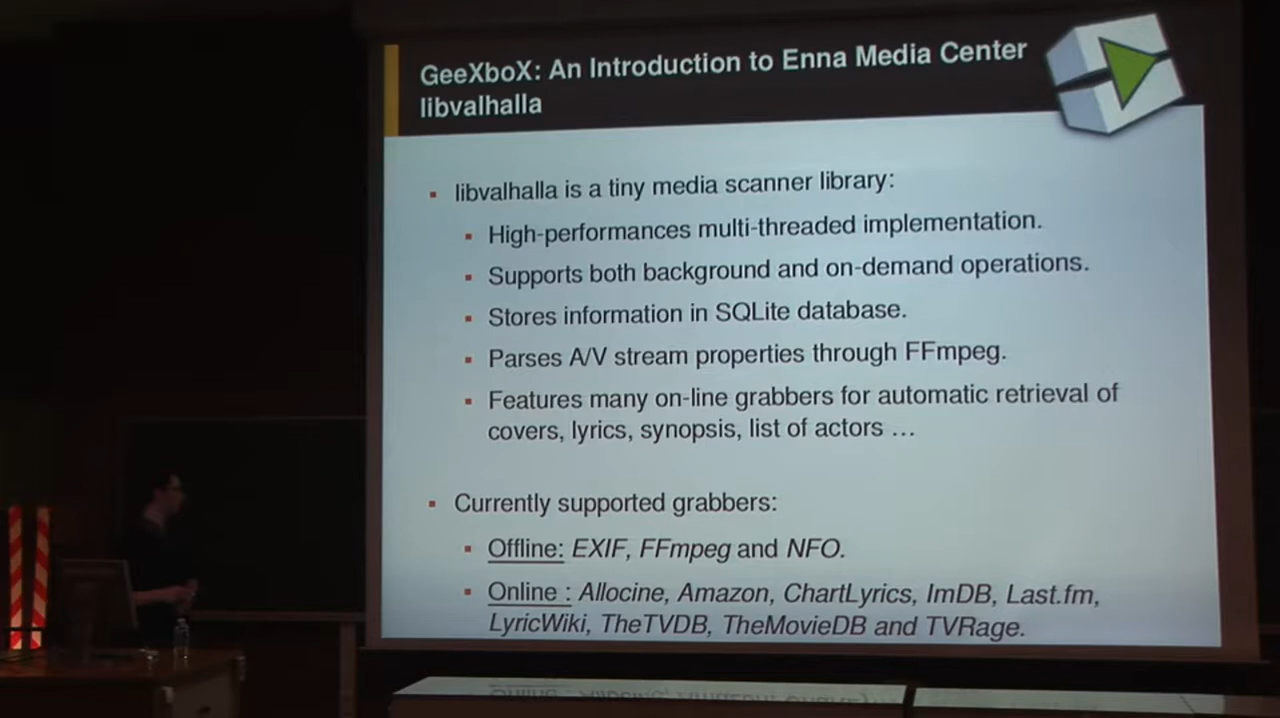 GeeXboX: An Introduction to Enna Media Center
libvalhalla
▪ libvalhalla is a tiny media scanner library:
▪ High-performances multi-threaded implementation.
▪ Supports both background and on-demand operations.
▪ Stores information in SQLite database.
▪ Parses A/V stream properties through FFmpeg.
▪ Features many on-line grabbers for automatic retrieval of
covers, lyrics, synopsis, list of actors …
▪ Currently supported grabbers:
▪ Offline: EXIF, FFmpeg and NFO.
▪ Online : Allocine, Amazon, ChartLyrics, ImDB, Last.fm,
LyricWiki, TheTVDB, TheMovieDB and TVRage.